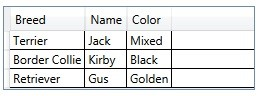 Breed Name Color
Terrier Jack Mixed
Border Collie Kirby Black
Retriever Gus Golden